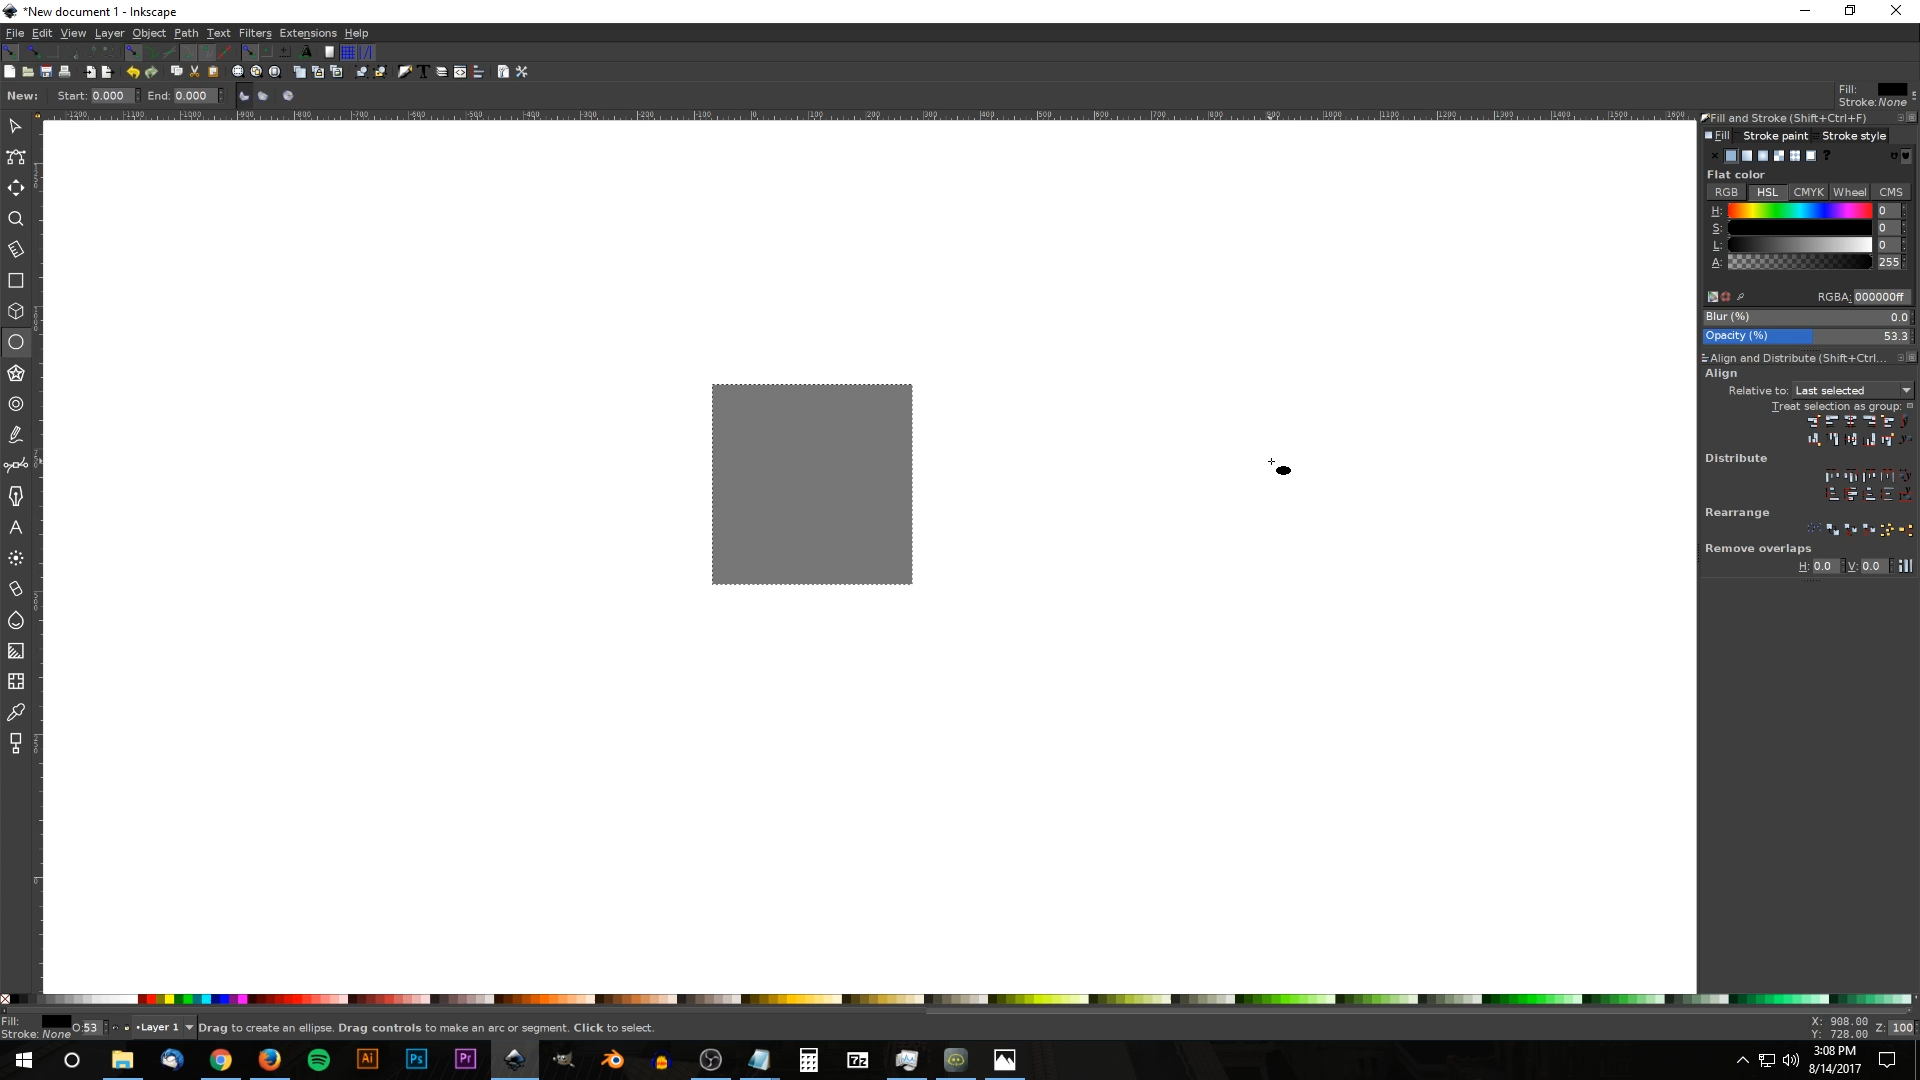 *New document 1 - Inkscape
File Edit View Layer Object Path Text Filters Extensions Help
New: Start: 0.000 End: 0.000
Fill:
Stroke: None
Fill and Stroke (Shift+Ctrl+F)
Fill Stroke paint Stroke style
Flat color
RGB HSL CMYK Wheel CMS
H: 0
S: 0
L: 0
A: 255
RGBA: 000000ff
Blur (%) 0.0
Opacity (%) 53.3
Align and Distribute (Shift+Ctrl...
Align
Relative to: Last selected
Treat selection as group:
Distribute
Rearrange
Remove overlaps
H: 0.0 V: 0.0
Fill:
Stroke: None
O: 53
•Layer 1
Drag to create an ellipse. Drag controls to make an arc or segment. Click to select.
X: 908.00
Y: 728.00
Z: 100
Ai Ps Pr 7z
3:08 PM
8/14/2017